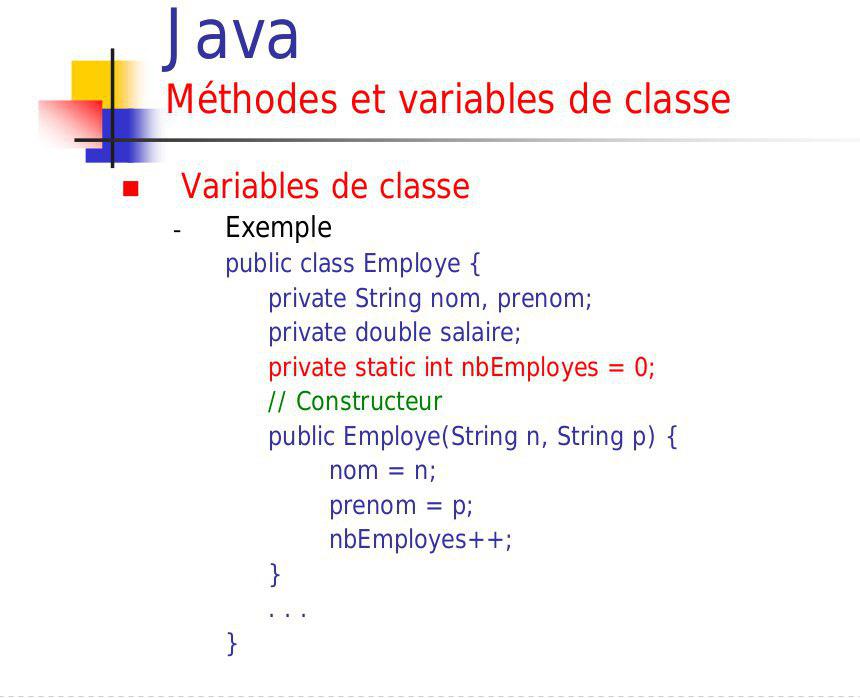 Java
Méthodes et variables de classe
Variables de classe
- Exemple
public class Employe {
private String nom, prenom;
private double salaire;
private static int nbEmployes = 0;
// Constructeur
public Employe(String n, String p) {
nom = n;
prenom = p;
nbEmployes++;
}
. . .
}